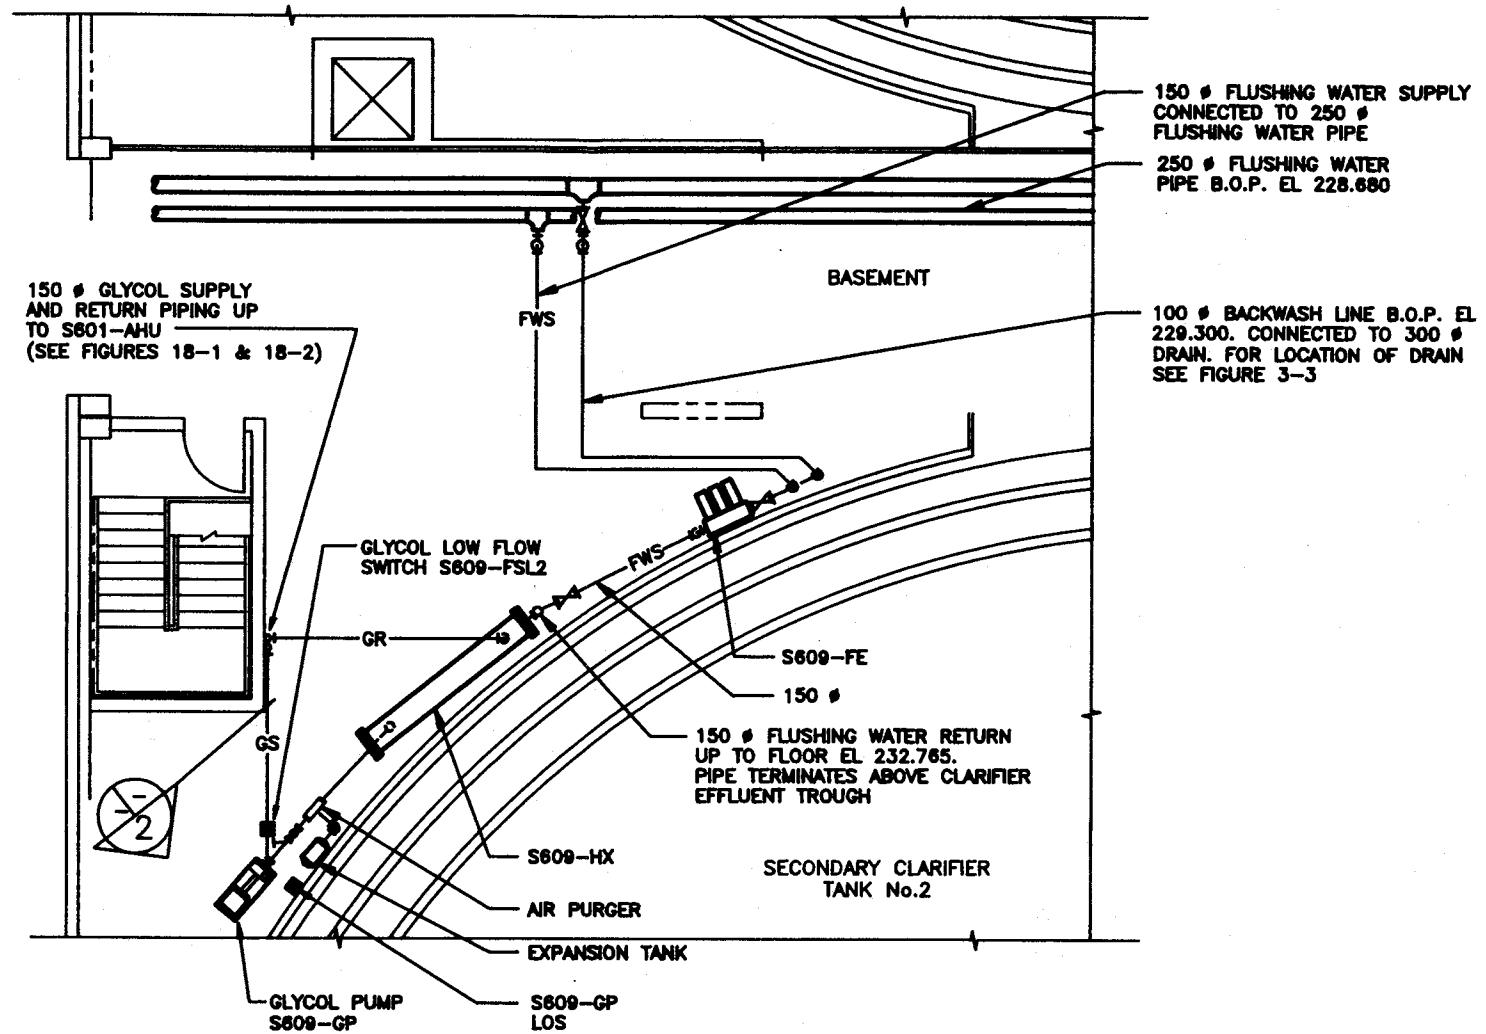 150 ø FLUSHING WATER SUPPLY
CONNECTED TO 250 ø
FLUSHING WATER PIPE
250 ø FLUSHING WATER
PIPE B.O.P. EL 228.680
BASEMENT
150 ø GLYCOL SUPPLY
AND RETURN PIPING UP
TO S601-AHU
(SEE FIGURES 18-1 & 18-2)
FWS
100 ø BACKWASH LINE B.O.P. EL
229.300. CONNECTED TO 300 ø
DRAIN. FOR LOCATION OF DRAIN
SEE FIGURE 3-3
GLYCOL LOW FLOW
SWITCH S609-FSL2
FWS
GR
S609-FE
150 ø
150 ø FLUSHING WATER RETURN
UP TO FLOOR EL 232.765.
PIPE TERMINATES ABOVE CLARIFIER
EFFLUENT TROUGH
GS
-
- 2
S609-HX
SECONDARY CLARIFIER
TANK No.2
AIR PURGER
EXPANSION TANK
GLYCOL PUMP
S609-GP
S609-GP
LOS